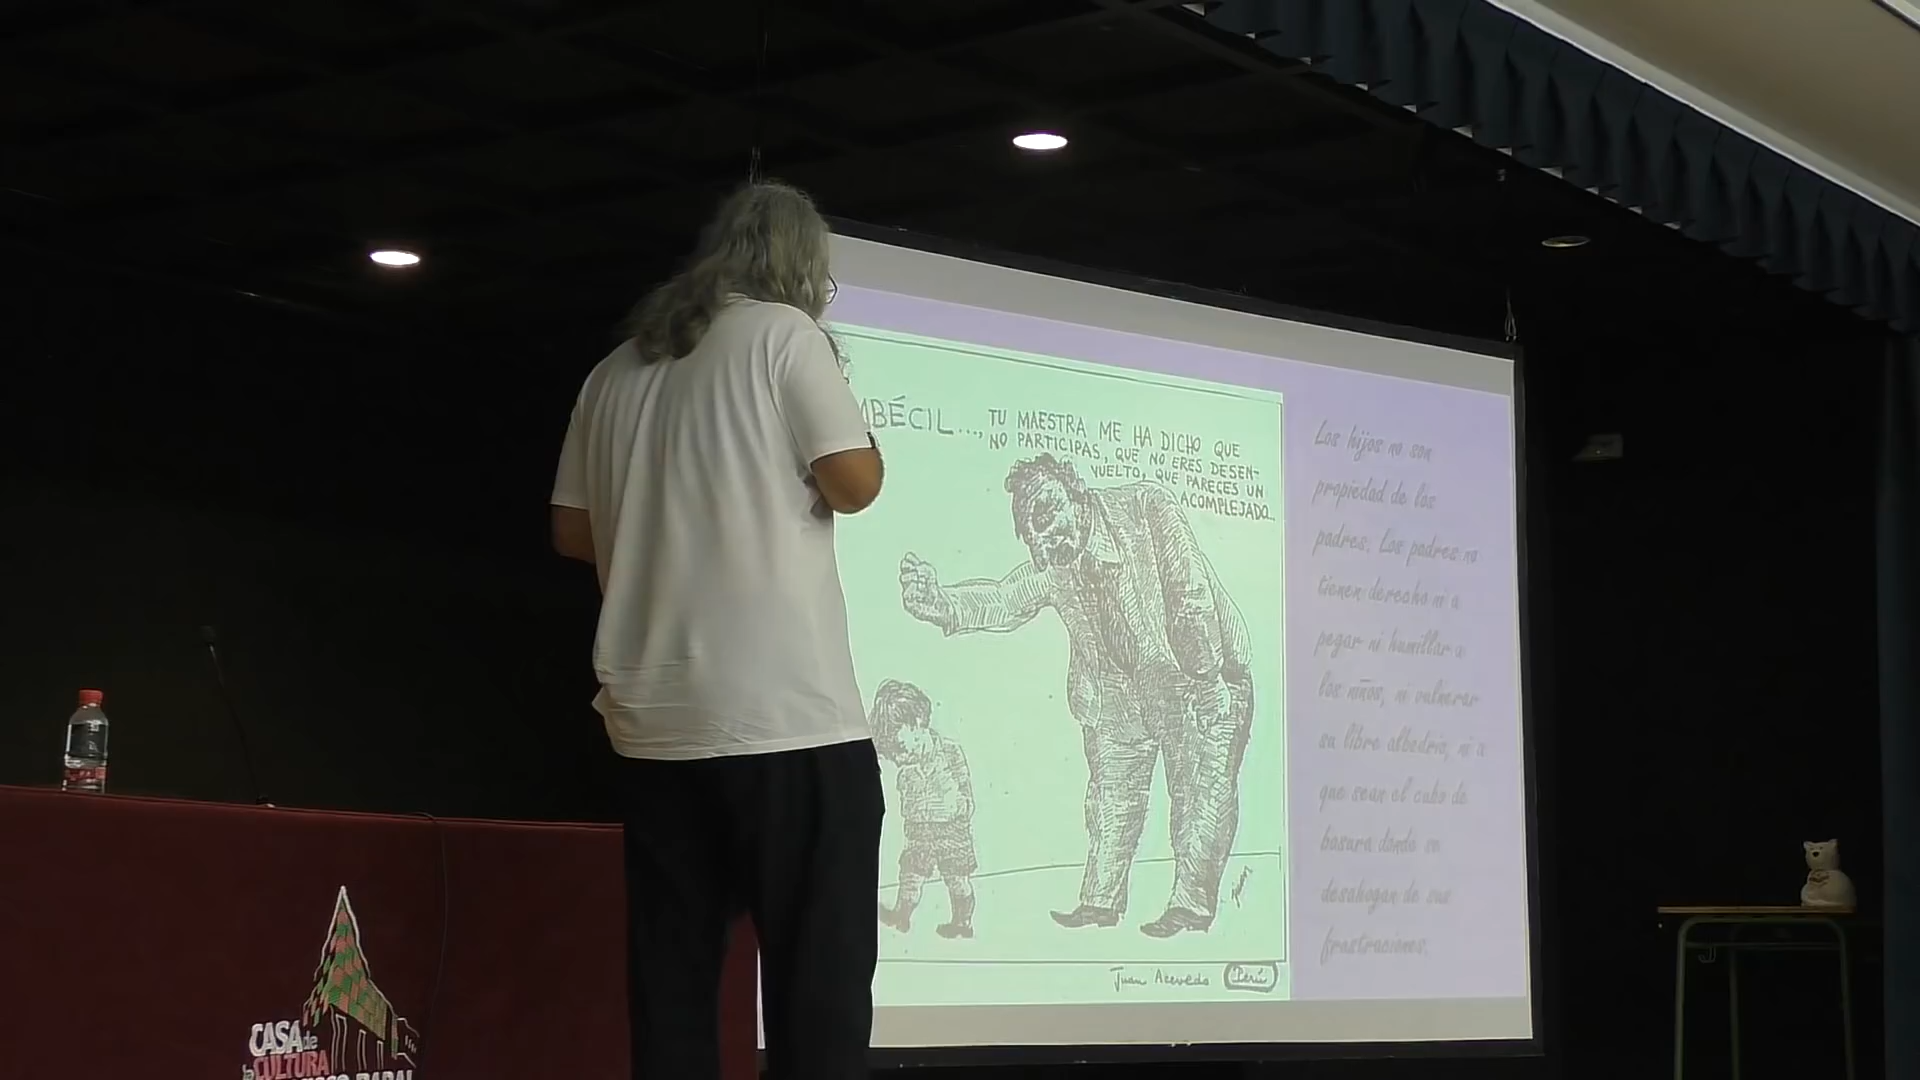 MBÉCIL..., TU MAESTRA ME HA DICHO QUE
NO PARTICIPAS, QUE NO ERES DESEN-
VUELTO, QUE PARECES UN
ACOMPLEJADO...
Juan Acevedo Perú
Los hijos no son
propiedad de los
padres. Los padres no
tienen derecho ni a
pegar ni humillar a
los niños, ni vulnerar
su libre albedrío, ni a
que sean el cubo de
basura donde se
desahogan de sus
frustraciones.
CASA de
la CULTURA